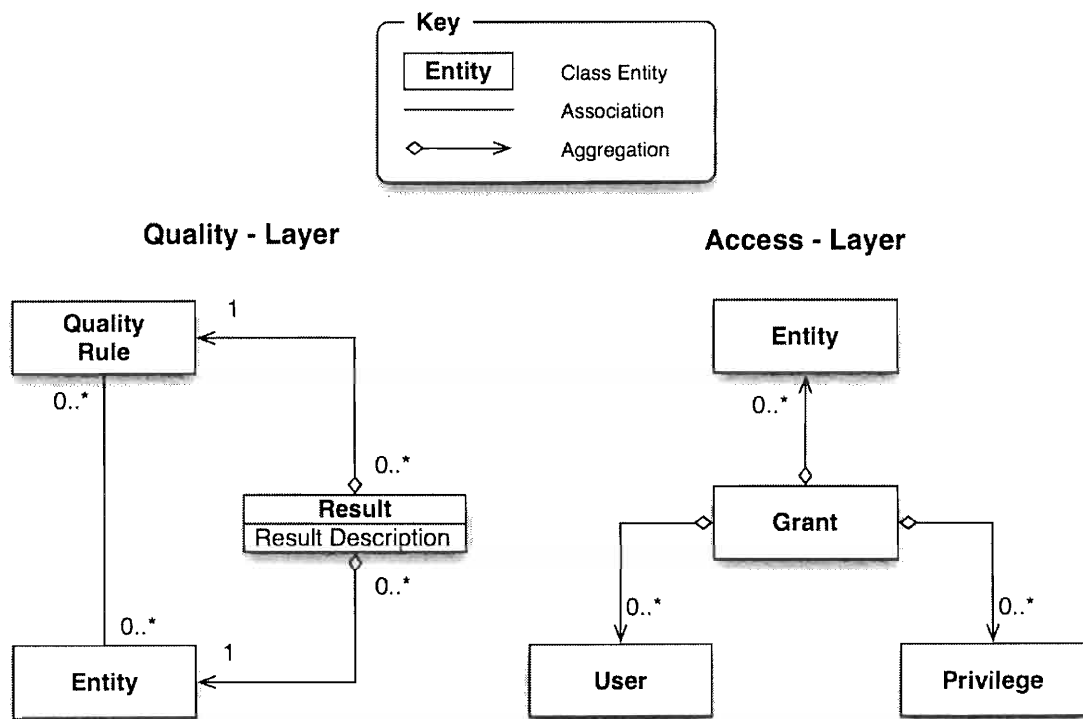 Key
Entity
Class Entity
Association
Aggregation
Quality - Layer
Access - Layer
Quality
Rule
1
0..*
0..*
Result
Result Description
0..*
0..*
1
Entity
Entity
0..*
Grant
0..*
0..*
User
Privilege